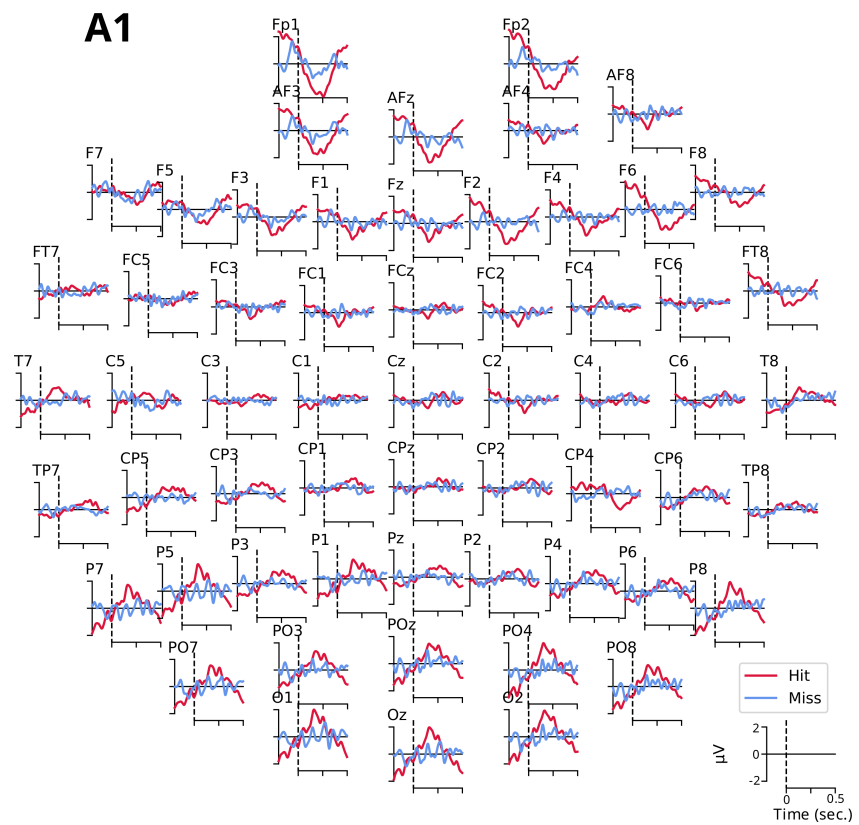 A1
Fp1 Fp2
AF8
AF3 AFz AF4
F7 F5 F3 F1 Fz F2 F4 F6 F8
FT7 FC5 FC3 FC1 FCz FC2 FC4 FC6 FT8
T7 C5 C3 C1 Cz C2 C4 C6 T8
TP7 CP5 CP3 CP1 CPz CP2 CP4 CP6 TP8
P7 P5 P3 P1 Pz P2 P4 P6 P8
PO7 PO3 POz PO4 PO8
Hit
Miss
O1 Oz O2
2
µV 0
-2
0 0.5
Time (sec.)